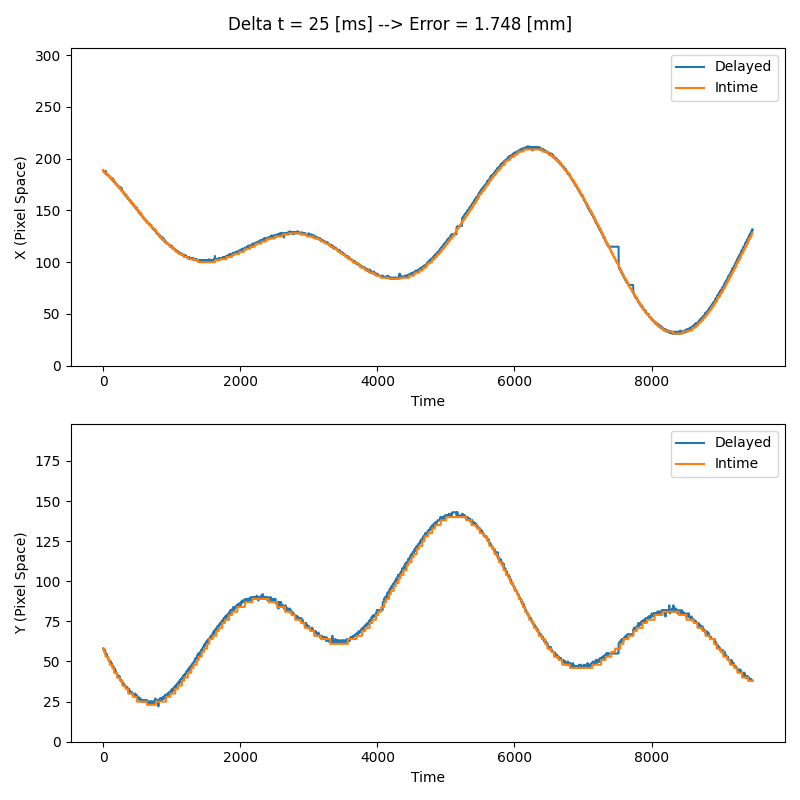 Delta t = 25 [ms] --> Error = 1.748 [mm]
300
250
200
150
100
50
0
X (Pixel Space)
Delayed
Intime
0 2000 4000 6000 8000
Time
175
150
125
100
75
50
25
0
Y (Pixel Space)
Delayed
Intime
0 2000 4000 6000 8000
Time